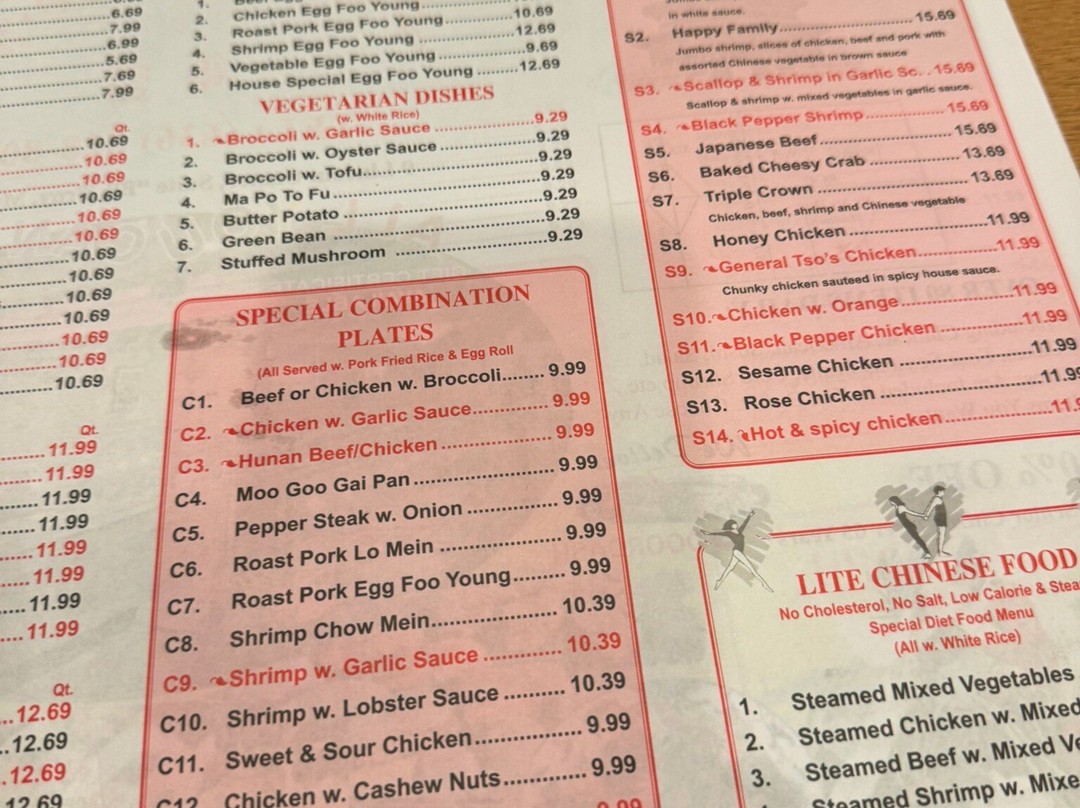 6.69
7.99
6.99
5.69
7.69
7.99
Qt.
10.69
10.69
10.69
10.69
10.69
10.69
10.69
10.69
10.69
10.69
10.69
10.69
10.69
Qt.
11.99
11.99
11.99
11.99
11.99
11.99
11.99
11.99
Qt.
12.69
12.69
12.69
12.69
1.
2. Chicken Egg Foo Young
3. Roast Pork Egg Foo Young 10.69
4. Shrimp Egg Foo Young 12.69
5. Vegetable Egg Foo Young 9.69
6. House Special Egg Foo Young 12.69
VEGETARIAN DISHES
(w. White Rice)
1. Broccoli w. Garlic Sauce 9.29
2. Broccoli w. Oyster Sauce 9.29
3. Broccoli w. Tofu 9.29
4. Ma Po To Fu 9.29
5. Butter Potato 9.29
6. Green Bean 9.29
7. Stuffed Mushroom 9.29
SPECIAL COMBINATION
PLATES
(All Served w. Pork Fried Rice & Egg Roll
C1. Beef or Chicken w. Broccoli 9.99
C2. Chicken w. Garlic Sauce 9.99
C3. Hunan Beef/Chicken 9.99
C4. Moo Goo Gai Pan 9.99
C5. Pepper Steak w. Onion 9.99
C6. Roast Pork Lo Mein 9.99
C7. Roast Pork Egg Foo Young 9.99
C8. Shrimp Chow Mein 10.39
C9. Shrimp w. Garlic Sauce 10.39
C10. Shrimp w. Lobster Sauce 10.39
C11. Sweet & Sour Chicken 9.99
C12 Chicken w. Cashew Nuts 9.99
9.99
in white sauce.
S2. Happy Family 15.69
Jumbo shrimp, slices of chicken, beef and pork with
assorted Chinese vegetable in brown sauce
S3. Scallop & Shrimp in Garlic Sc. 15.69
Scallop & shrimp w. mixed vegetables in garlic sauce.
S4. Black Pepper Shrimp 15.69
S5. Japanese Beef 15.69
S6. Baked Cheesy Crab 13.69
S7. Triple Crown 13.69
Chicken, beef, shrimp and Chinese vegetable
S8. Honey Chicken 11.99
S9. General Tso's Chicken 11.99
Chunky chicken sauteed in spicy house sauce.
S10. Chicken w. Orange 11.99
S11. Black Pepper Chicken 11.99
S12. Sesame Chicken 11.99
S13. Rose Chicken 11.99
S14. Hot & spicy chicken 11.9
LITE CHINESE FOOD
No Cholesterol, No Salt, Low Calorie & Stea
Special Diet Food Menu
(All w. White Rice)
1. Steamed Mixed Vegetables
2. Steamed Chicken w. Mixed
3. Steamed Beef w. Mixed Ve
Steamed Shrimp w. Mixe